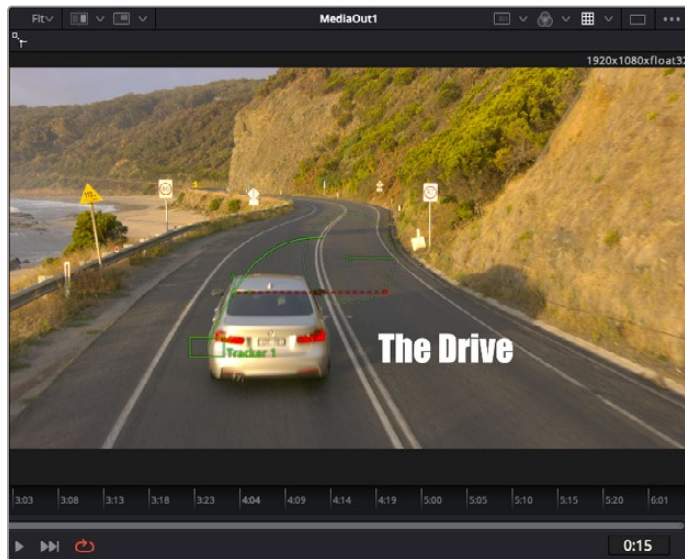 Fit
MediaOut1
1920x1080xfloat32
The Drive
Tracker 1
3:03 3:08 3:13 3:18 3:23 4:04 4:09 4:14 4:19 5:00 5:05 5:10 5:15 5:20 6:01
0:15